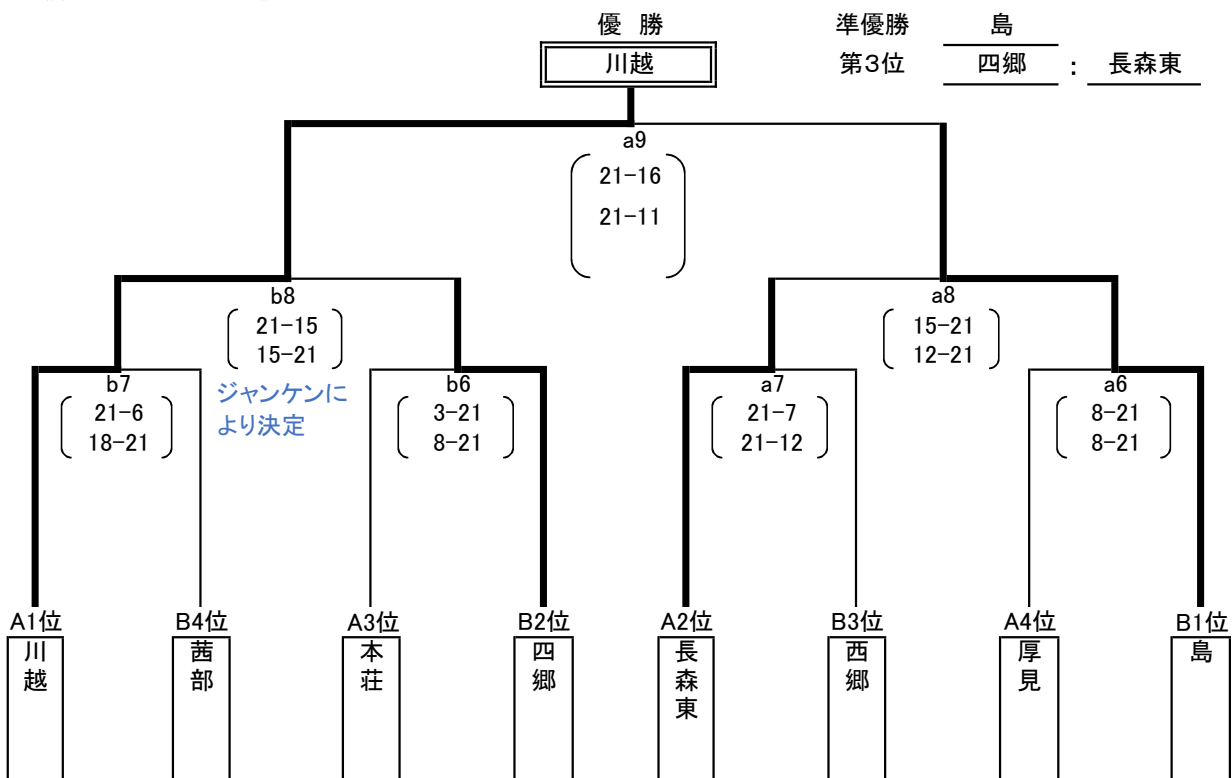 優 勝
川越
準優勝 島
第3位 四郷 : 長森東
a9
21-16
21-11
b8
21-15
15-21
ジャンケンに
より決定
a8
15-21
12-21
b7
21-6
18-21
b6
3-21
8-21
a7
21-7
21-12
a6
8-21
8-21
A1位 B4位 A3位 B2位 A2位 B3位 A4位 B1位
川越
茜部
本荘
四郷
長森東
西郷
厚見
島